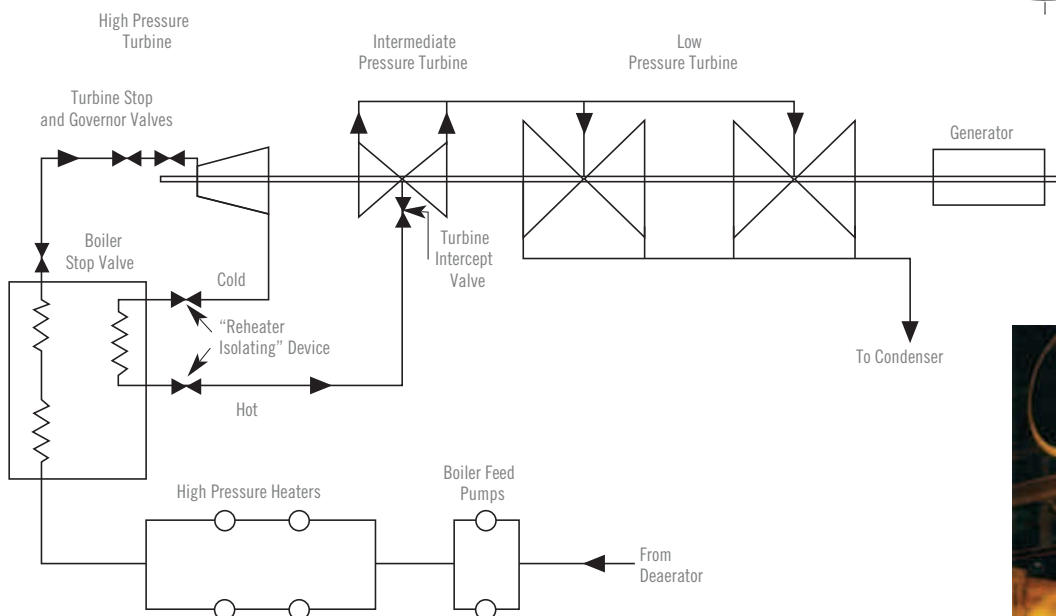 High Pressure
Turbine
Intermediate
Pressure Turbine
Low
Pressure Turbine
Turbine Stop
and Governor Valves
Generator
Boiler
Stop Valve
Turbine
Intercept
Valve
Cold
“Reheater
Isolating” Device
Hot
To Condenser
High Pressure Heaters
Boiler Feed
Pumps
From
Deaerator